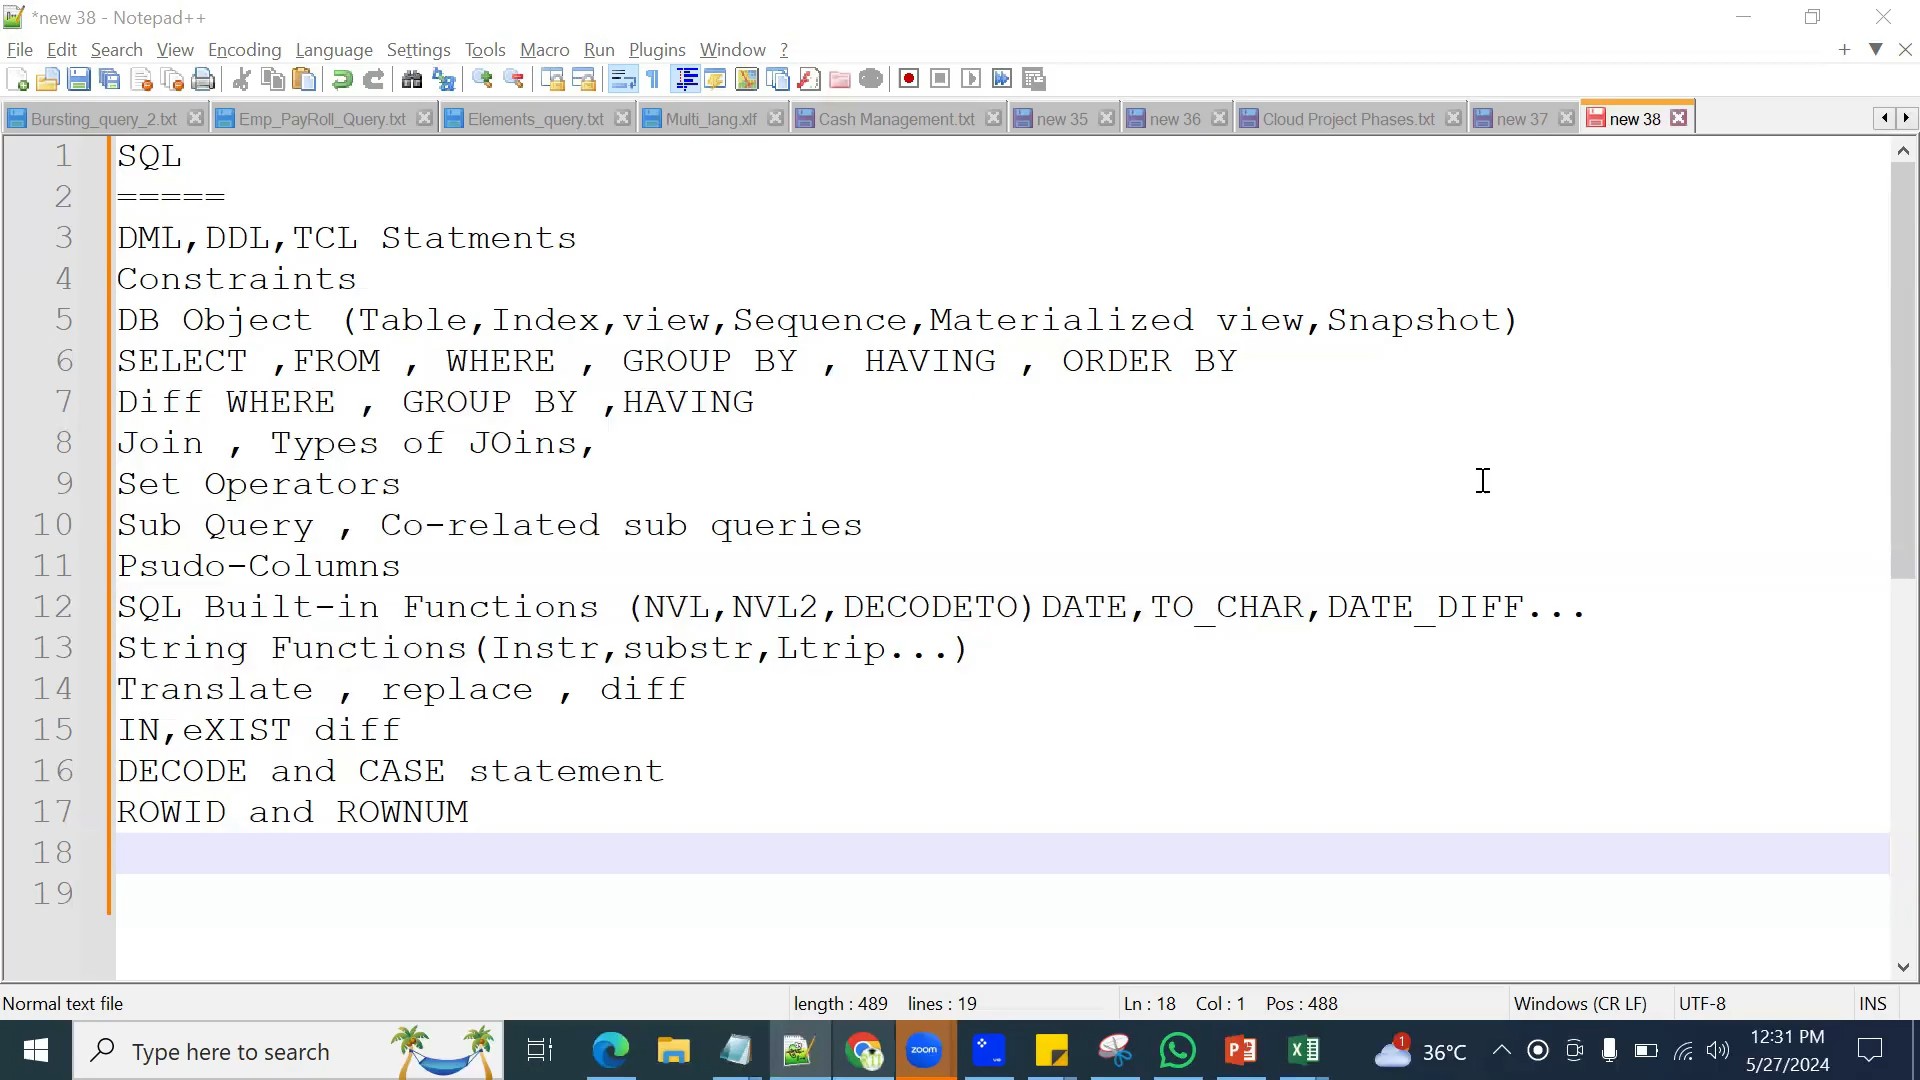 *new 38 - Notepad++
File Edit Search View Encoding Language Settings Tools Macro Run Plugins Window ?
Bursting_query_2.txt Emp_PayRoll_Query.txt Elements_query.txt Multi_lang.xlf Cash Management.txt new 35 new 36 Cloud Project Phases.txt new 37 new 38
1 SQL
2 =====
3 DML,DDL,TCL Statments
4 Constraints
5 DB Object (Table,Index,view,Sequence,Materialized view,Snapshot)
6 SELECT ,FROM , WHERE , GROUP BY , HAVING , ORDER BY
7 Diff WHERE , GROUP BY ,HAVING
8 Join , Types of JOins,
9 Set Operators
10 Sub Query , Co-related sub queries
11 Psudo-Columns
12 SQL Built-in Functions (NVL,NVL2,DECODETO)DATE,TO_CHAR,DATE_DIFF...
13 String Functions(Instr,substr,Ltrip...)
14 Translate , replace , diff
15 IN,eXIST diff
16 DECODE and CASE statement
17 ROWID and ROWNUM
18
19
Normal text file length : 489 lines : 19 Ln : 18 Col : 1 Pos : 488 Windows (CR LF) UTF-8 INS
Type here to search zoom 1 36°C 12:31 PM
5/27/2024